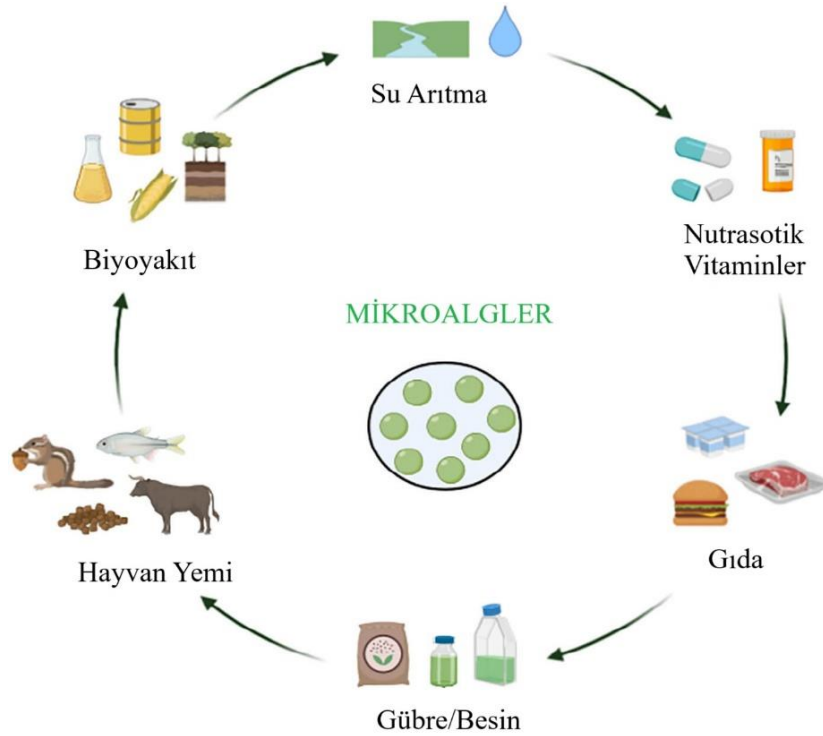 Su Arıtma
Nutrasotik
Vitaminler
Biyoyakıt
MİKROALGLER
Gıda
Hayvan Yemi
Gübre/Besin